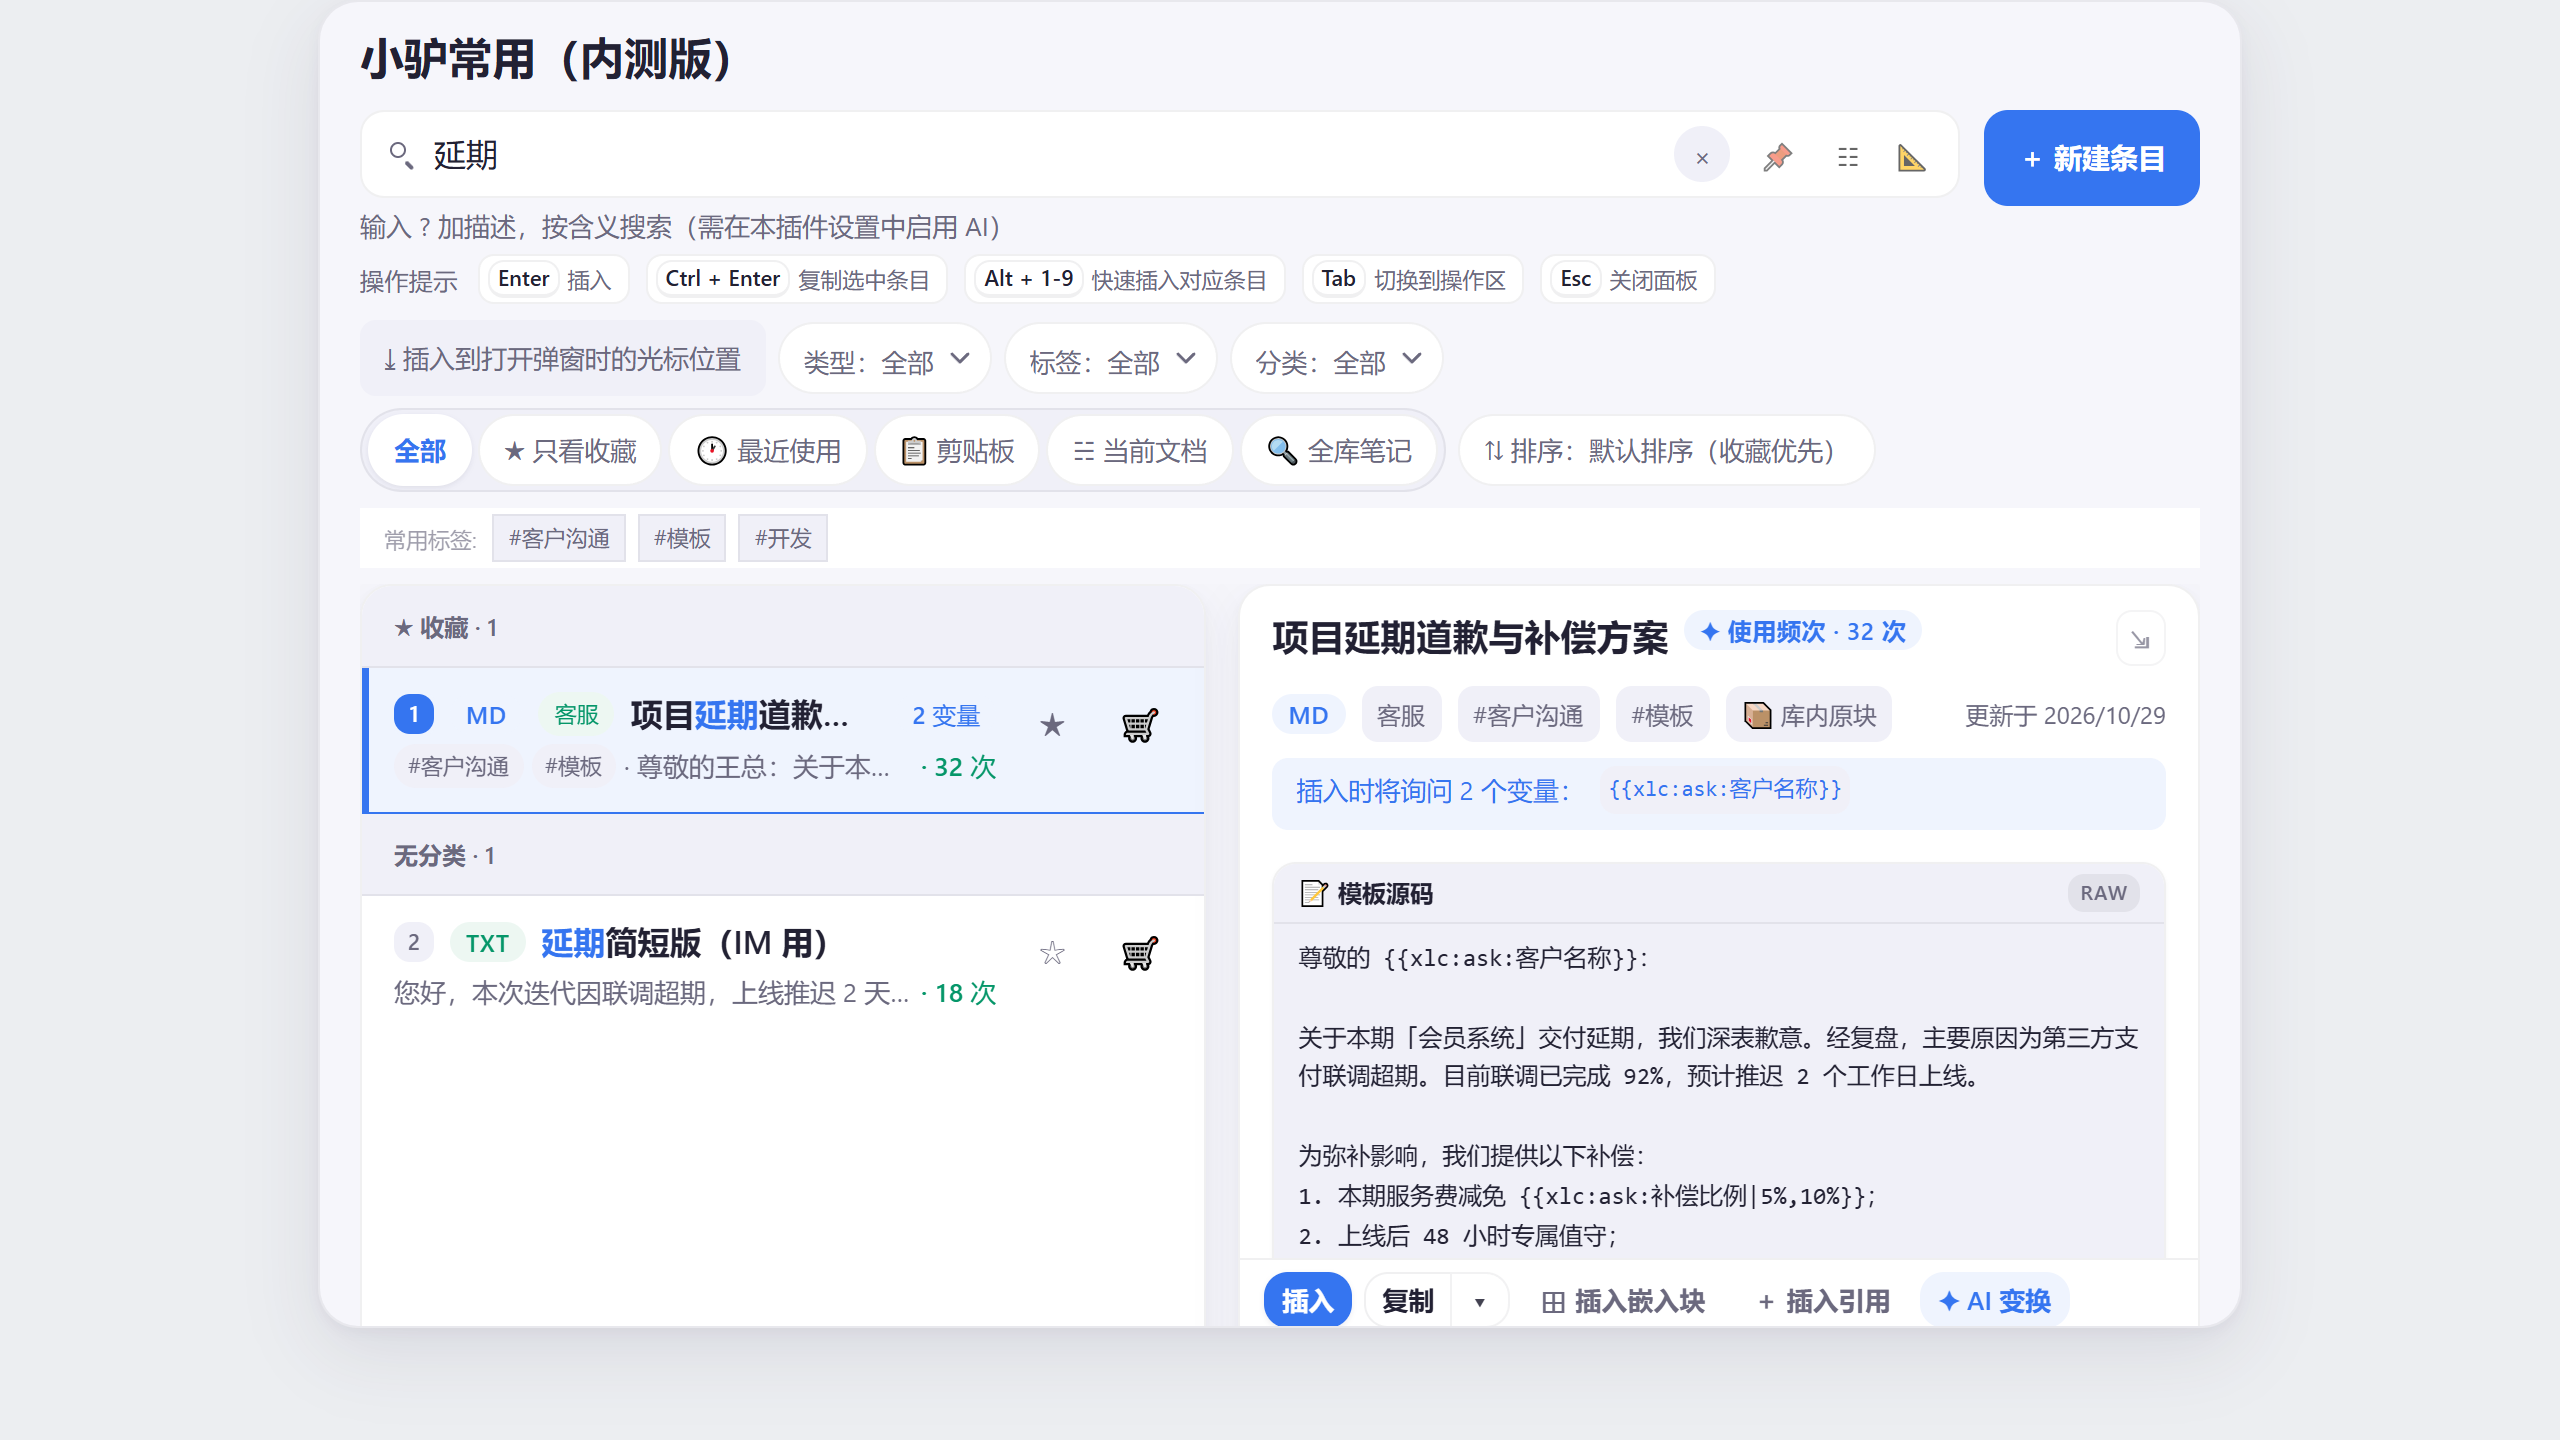 小驴常用（内测版）
延期
×
+ 新建条目
输入 ? 加描述，按含义搜索（需在本插件设置中启用 AI）
操作提示 Enter 插入 Ctrl + Enter 复制选中条目 Alt + 1-9 快速插入对应条目 Tab 切换到操作区 Esc 关闭面板
⤓ 插入到打开弹窗时的光标位置 类型：全部 标签：全部 分类：全部
全部 ★ 只看收藏 最近使用 剪贴板 ☷ 当前文档 全库笔记 ⇅ 排序：默认排序（收藏优先）
常用标签: #客户沟通 #模板 #开发
★ 收藏 · 1
1 MD 客服 项目延期道歉... 2 变量
#客户沟通 #模板 · 尊敬的王总：关于本... · 32 次
无分类 · 1
2 TXT 延期简短版（IM 用）
您好，本次迭代因联调超期，上线推迟 2 天... · 18 次
项目延期道歉与补偿方案 ✦ 使用频次 · 32 次
MD 客服 #客户沟通 #模板 库内原块 更新于 2026/10/29
插入时将询问 2 个变量： {{xlc:ask:客户名称}}
模板源码 RAW
尊敬的 {{xlc:ask:客户名称}}：
关于本期「会员系统」交付延期，我们深表歉意。经复盘，主要原因为第三方支
付联调超期。目前联调已完成 92%，预计推迟 2 个工作日上线。
为弥补影响，我们提供以下补偿：
1. 本期服务费减免 {{xlc:ask:补偿比例|5%,10%}}；
2. 上线后 48 小时专属值守；
插入 复制 ▾ 田 插入嵌入块 + 插入引用 ✦ AI 变换